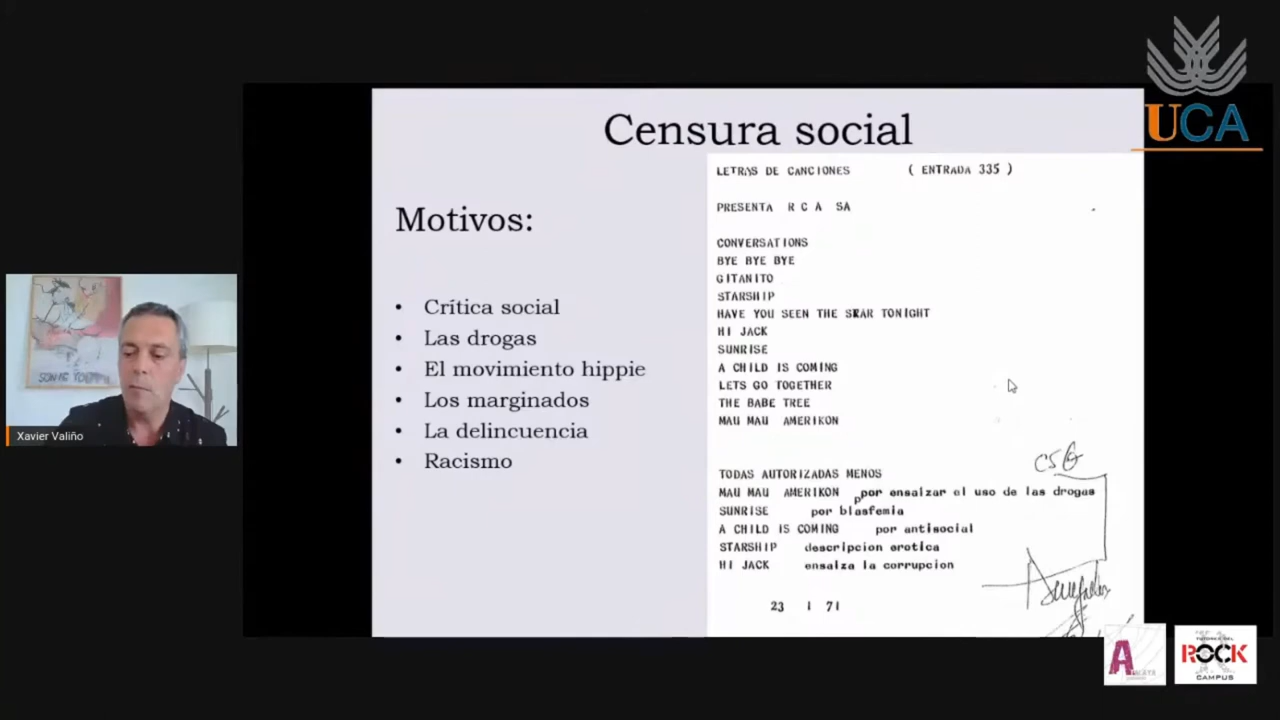 UCA
Censura social
Motivos:
• Crítica social
• Las drogas
• El movimiento hippie
• Los marginados
• La delincuencia
• Racismo
LETRAS DE CANCIONES ( ENTRADA 335 )
PRESENTA R C A SA
CONVERSATIONS
BYE BYE BYE
GITANITO
STARSHIP
HAVE YOU SEEN THE STAR TONIGHT
HI JACK
SUNRISE
A CHILD IS COMING
LETS GO TOGETHER
THE BABE TREE
MAU MAU AMERIKON
TODAS AUTORIZADAS MENOS
MAU MAU AMERIKON por ensalzar el uso de las drogas
SUNRISE por blasfemia
A CHILD IS COMING por antisocial
STARSHIP descripcion erotica
HI JACK ensalza la corrupcion
23 1 71
Xavier Valiño
SONIC YOUTH
A
ROCK
CAMPUS